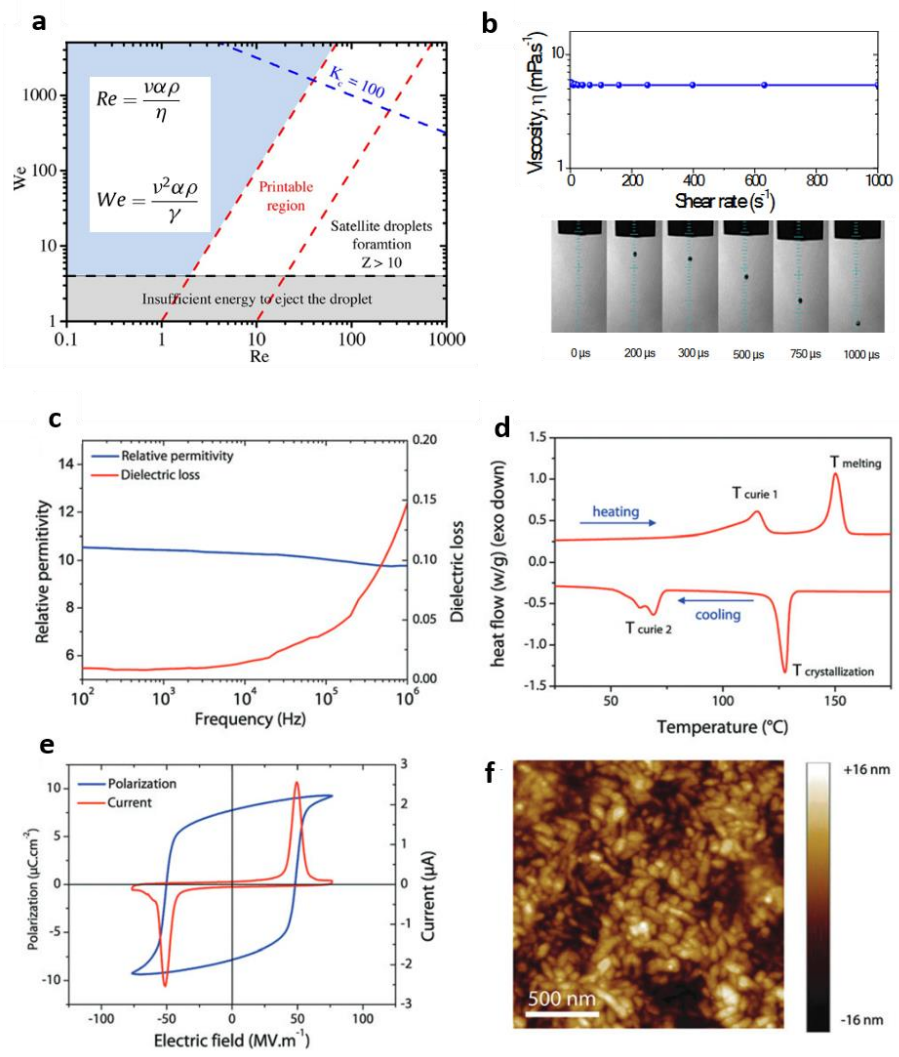 a
We
1000
100
10
4
1
0.1
1
10
100
1000
Re
Re = ναρ / η
We = ν²αρ / γ
K꜀ = 100
Printable
region
Satellite droplets
foramtion
Z > 10
Insufficient energy to eject the droplet
b
Viscosity, η (mPa.s⁻¹)
10
1
0
200
400
600
800
1000
Shear rate (s⁻¹)
0 µs
200 µs
300 µs
500 µs
750 µs
1000 µs
c
Relative permitivity
Dielectric loss
Relative permitivity
14
12
10
8
6
0.20
0.15
0.10
0.05
0.00
Dielectric loss
10²
10³
10⁴
10⁵
10⁶
Frequency (Hz)
d
heat flow (w/g) (exo down)
1.5
1.0
0.5
0.0
-0.5
-1.0
-1.5
heating
T curie 1
T melting
T curie 2
cooling
T crystallization
50
100
150
Temperature (°C)
e
Polarization
Current
Polarization (µC.cm⁻²)
10
5
0
-5
-10
3
2
1
0
-1
-2
-3
Current (µA)
-100
-50
0
50
100
Electric field (MV.m⁻¹)
f
500 nm
+16 nm
-16 nm